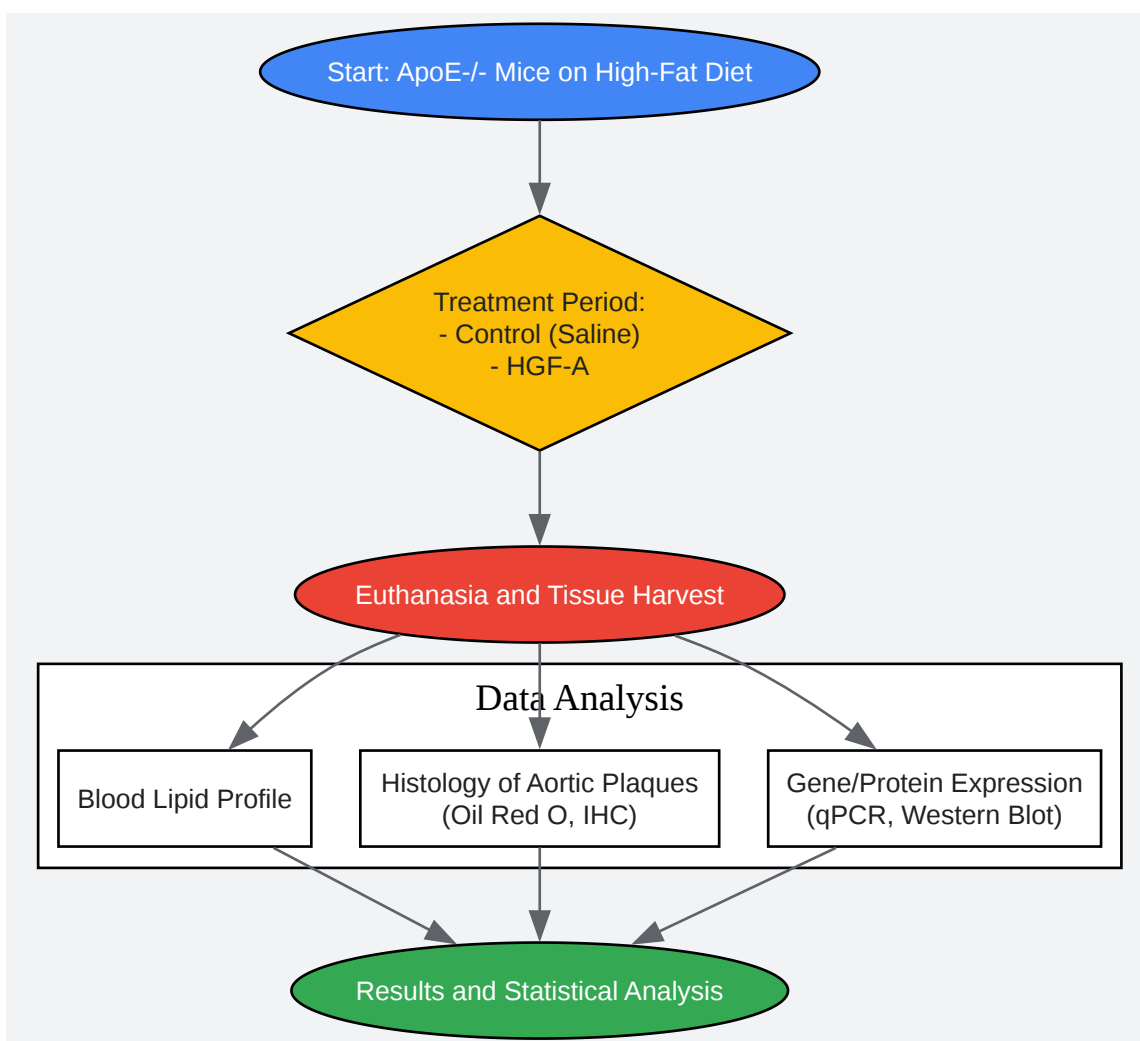 Start: ApoE-/- Mice on High-Fat Diet
Treatment Period:
- Control (Saline)
- HGF-A
Euthanasia and Tissue Harvest
Data Analysis
Blood Lipid Profile
Histology of Aortic Plaques
(Oil Red O, IHC)
Gene/Protein Expression
(qPCR, Western Blot)
Results and Statistical Analysis